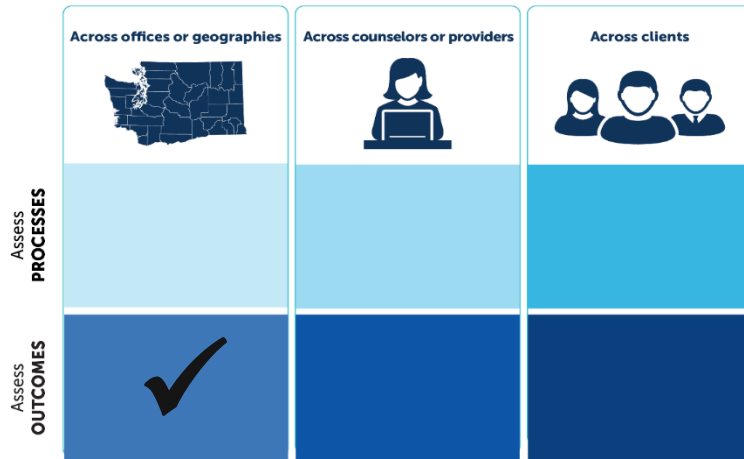 Across offices or geographies
Across counselors or providers
Across clients
Assess
PROCESSES
Assess
OUTCOMES